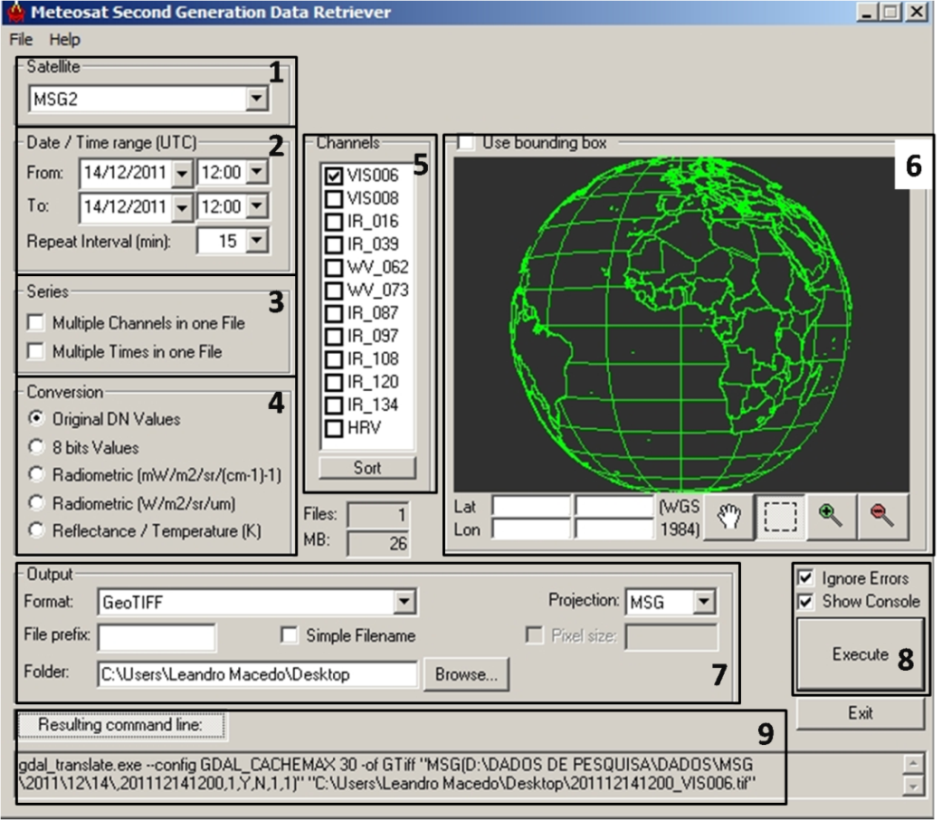 Meteosat Second Generation Data Retriever
File Help
Satellite
1
MSG2
Date / Time range (UTC)
2
From: 14/12/2011 12:00
To: 14/12/2011 12:00
Repeat Interval (min): 15
Series
3
Multiple Channels in one File
Multiple Times in one File
Conversion
4
Original DN Values
8 bits Values
Radiometric (mW/m2/sr/(cm-1)-1)
Radiometric (W/m2/sr/um)
Reflectance / Temperature (K)
Channels
5
VIS006
VIS008
IR_016
IR_039
WV_062
WV_073
IR_087
IR_097
IR_108
IR_120
IR_134
HRV
Sort
Files: 1
MB: 26
Use bounding box
6
Lat (WGS
Lon 1984)
Output
Format: GeoTIFF Projection: MSG
File prefix: Simple Filename Pixel size:
Folder: C:\Users\Leandro Macedo\Desktop Browse...
7
Ignore Errors
Show Console
Execute 8
Exit
Resulting command line:
9
gdal_translate.exe --config GDAL_CACHEMAX 30 -of GTiff "MSG(D:\DADOS DE PESQUISA\DADOS\MSG
\2011\12\14\,201112141200,1,Y,N,1,1)" "C:\Users\Leandro Macedo\Desktop\201112141200_VIS006.tif"